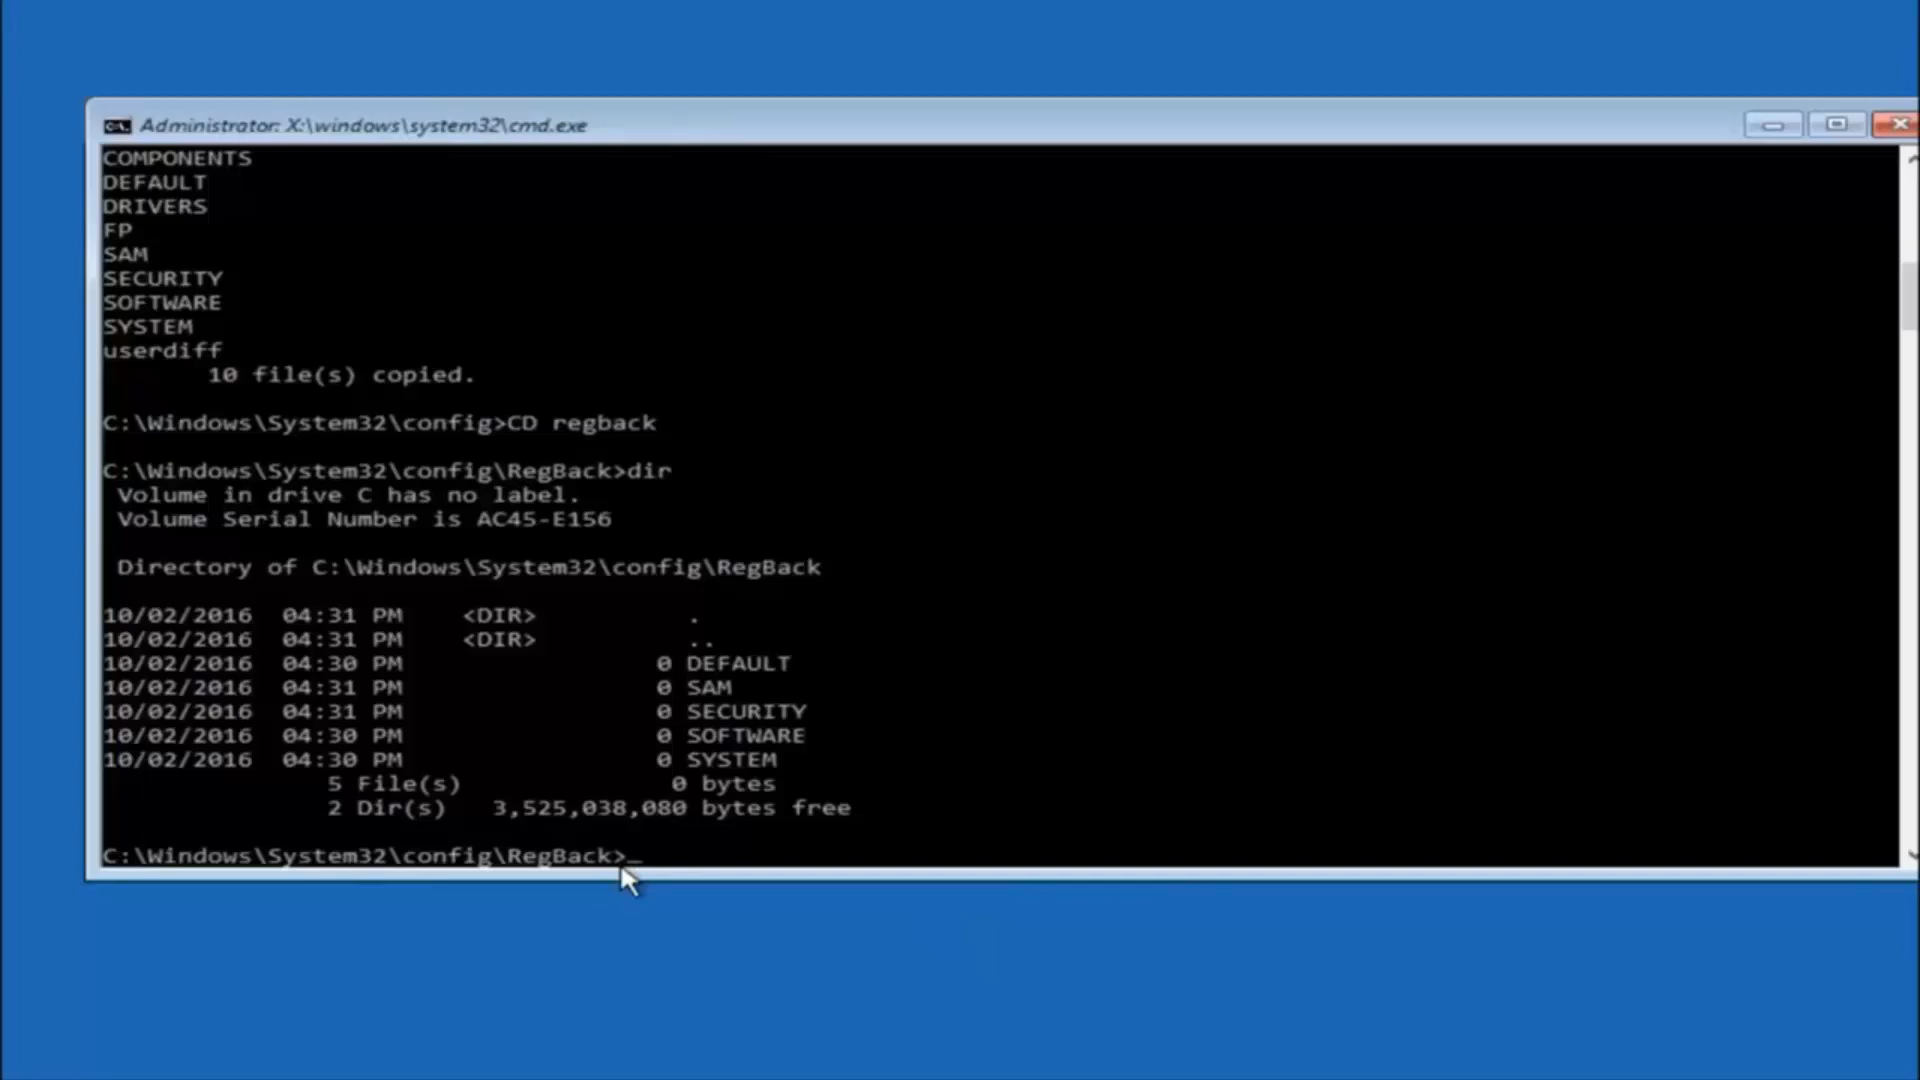 Administrator: X:\windows\system32\cmd.exe
COMPONENTS
DEFAULT
DRIVERS
FP
SAM
SECURITY
SOFTWARE
SYSTEM
userdiff
       10 file(s) copied.
C:\Windows\System32\config>CD regback
C:\Windows\System32\config\RegBack>dir
 Volume in drive C has no label.
 Volume Serial Number is AC45-E156
 Directory of C:\Windows\System32\config\RegBack
10/02/2016  04:31 PM    <DIR>          .
10/02/2016  04:31 PM    <DIR>          ..
10/02/2016  04:30 PM                 0 DEFAULT
10/02/2016  04:31 PM                 0 SAM
10/02/2016  04:31 PM                 0 SECURITY
10/02/2016  04:30 PM                 0 SOFTWARE
10/02/2016  04:30 PM                 0 SYSTEM
               5 File(s)              0 bytes
               2 Dir(s)   3,525,038,080 bytes free
C:\Windows\System32\config\RegBack>_